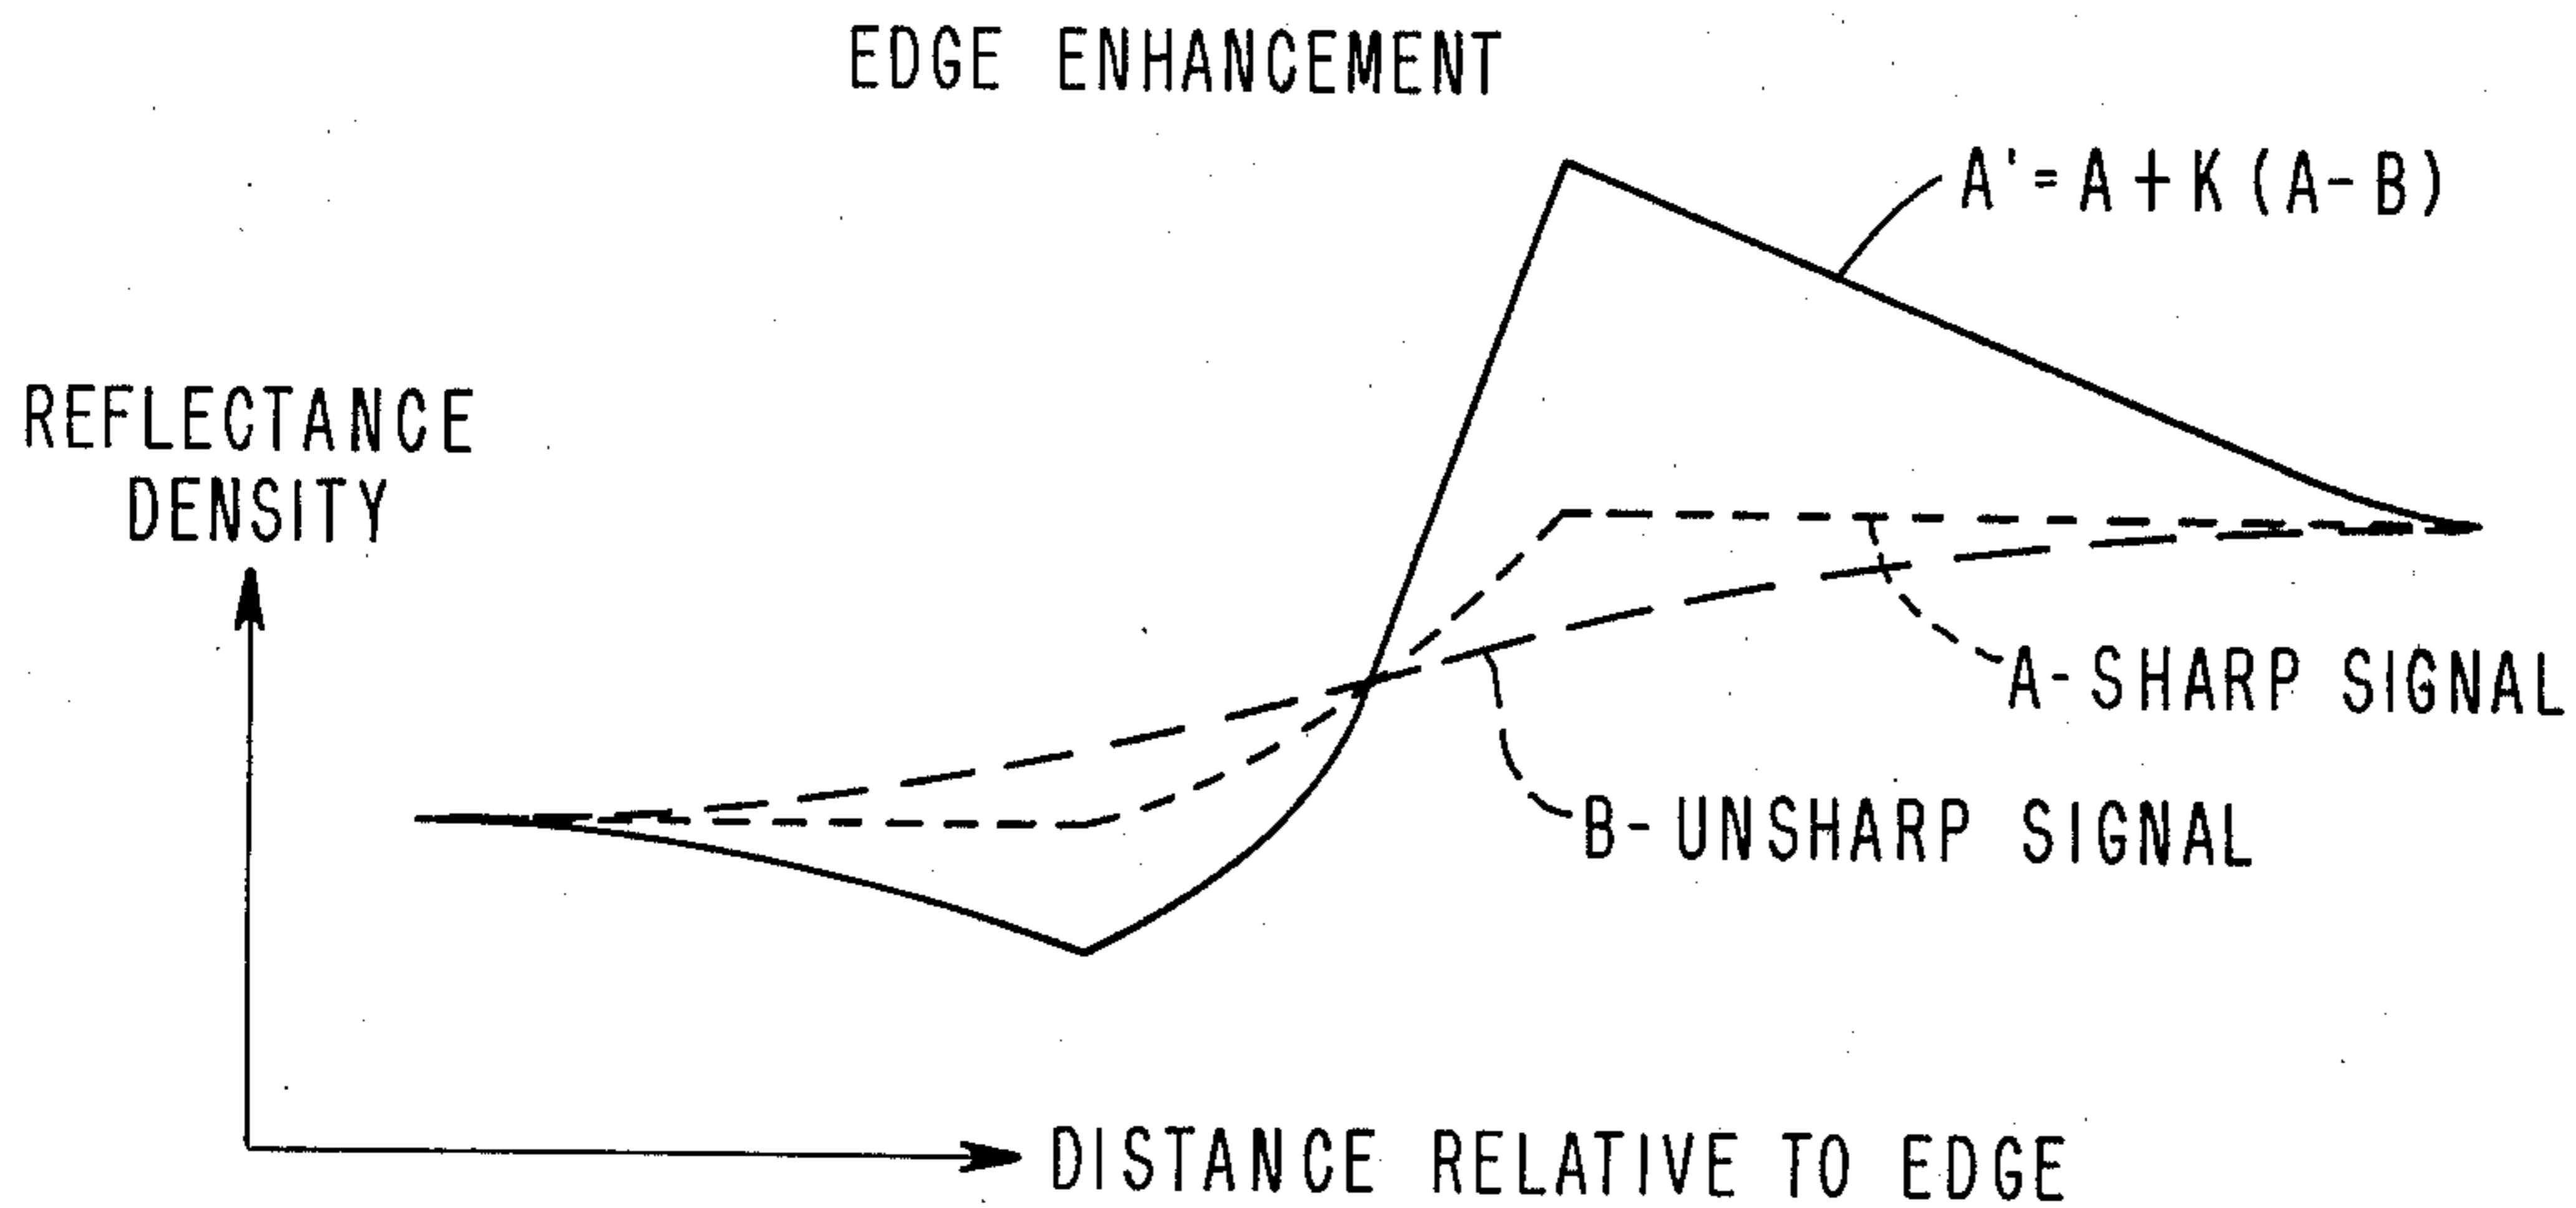 EDGE ENHANCEMENT
A'=A+K(A-B)
REFLECTANCE
DENSITY
A-SHARP SIGNAL
B-UNSHARP SIGNAL
DISTANCE RELATIVE TO EDGE